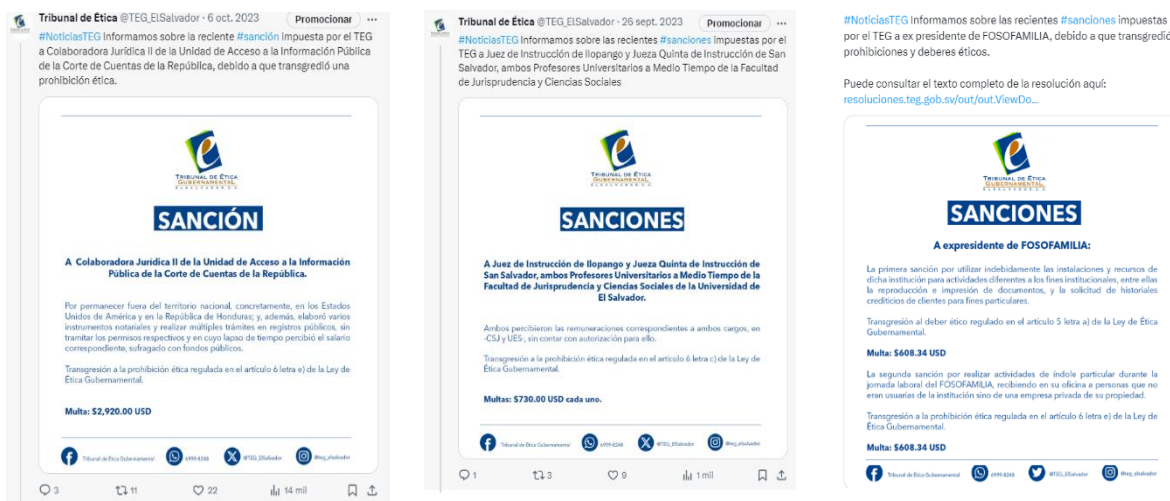 Tribunal de Ética @TEG_ElSalvador · 6 oct. 2023
Promocionar
#NoticiasTEG Informamos sobre la reciente #sanción impuesta por el TEG
a Colaboradora Jurídica II de la Unidad de Acceso a la Información Pública
de la Corte de Cuentas de la República, debido a que transgredió una
prohibición ética.
TRIBUNAL DE ÉTICA
GUBERNAMENTAL
EL SALVADOR C.A.
SANCIÓN
A Colaboradora Jurídica II de la Unidad de Acceso a la Información
Pública de la Corte de Cuentas de la República.
Por permanecer fuera del territorio nacional, concretamente, en los Estados
Unidos de América y en la República de Honduras; y, además, elaboró varios
instrumentos notariales y realizar múltiples trámites en registros públicos, sin
tramitar los permisos respectivos y en cuyo lapso de tiempo percibió el salario
correspondiente, sufragado con fondos públicos.
Transgresión a la prohibición ética regulada en el artículo 6 letra e) de la Ley de
Ética Gubernamental.
Multa: $2,920.00 USD
Tribunal de Ética Gubernamental
6999-8248
@TEG_ElSalvador
@teg_elsalvador
3
11
22
14 mil
Tribunal de Ética @TEG_ElSalvador · 26 sept. 2023
Promocionar
#NoticiasTEG Informamos sobre las recientes #sanciones impuestas por el
TEG a Juez de Instrucción de Ilopango y Jueza Quinta de Instrucción de San
Salvador, ambos Profesores Universitarios a Medio Tiempo de la Facultad
de Jurisprudencia y Ciencias Sociales
TRIBUNAL DE ÉTICA
GUBERNAMENTAL
EL SALVADOR C.A.
SANCIONES
A Juez de Instrucción de Ilopango y Jueza Quinta de Instrucción de
San Salvador, ambos Profesores Universitarios a Medio Tiempo de la
Facultad de Jurisprudencia y Ciencias Sociales de la Universidad de
El Salvador.
Ambos percibieron las remuneraciones correspondientes a ambos cargos, en
-CSJ y UES-, sin contar con autorización para ello.
Transgresión a la prohibición ética regulada en el artículo 6 letra c) de la Ley de
Ética Gubernamental.
Multas: $730.00 USD cada uno.
Tribunal de Ética Gubernamental
6999-8248
@TEG_ElSalvador
@teg_elsalvador
1
3
9
1 mil
#NoticiasTEG Informamos sobre las recientes #sanciones impuestas
por el TEG a ex presidente de FOSOFAMILIA, debido a que transgredió
prohibiciones y deberes éticos.
Puede consultar el texto completo de la resolución aquí:
resoluciones.teg.gob.sv/out/out.ViewDo...
TRIBUNAL DE ÉTICA
GUBERNAMENTAL
EL SALVADOR C.A.
SANCIONES
A expresidente de FOSOFAMILIA:
La primera sanción por utilizar indebidamente las instalaciones y recursos de
dicha institución para actividades diferentes a los fines institucionales, entre ellas
la reproducción e impresión de documentos, y la solicitud de historiales
crediticios de clientes para fines particulares.
Transgresión al deber ético regulado en el artículo 5 letra a) de la Ley de Ética
Gubernamental.
Multa: $608.34 USD
La segunda sanción por realizar actividades de índole particular durante la
jornada laboral del FOSOFAMILIA, recibiendo en su oficina a personas que no
eran usuarias de la institución sino de una empresa privada de su propiedad.
Transgresión a la prohibición ética regulada en el artículo 6 letra e) de la Ley de
Ética Gubernamental.
Multa: $608.34 USD
Tribunal de Ética Gubernamental
6999-8248
@TEG_ElSalvador
@teg_elsalvador